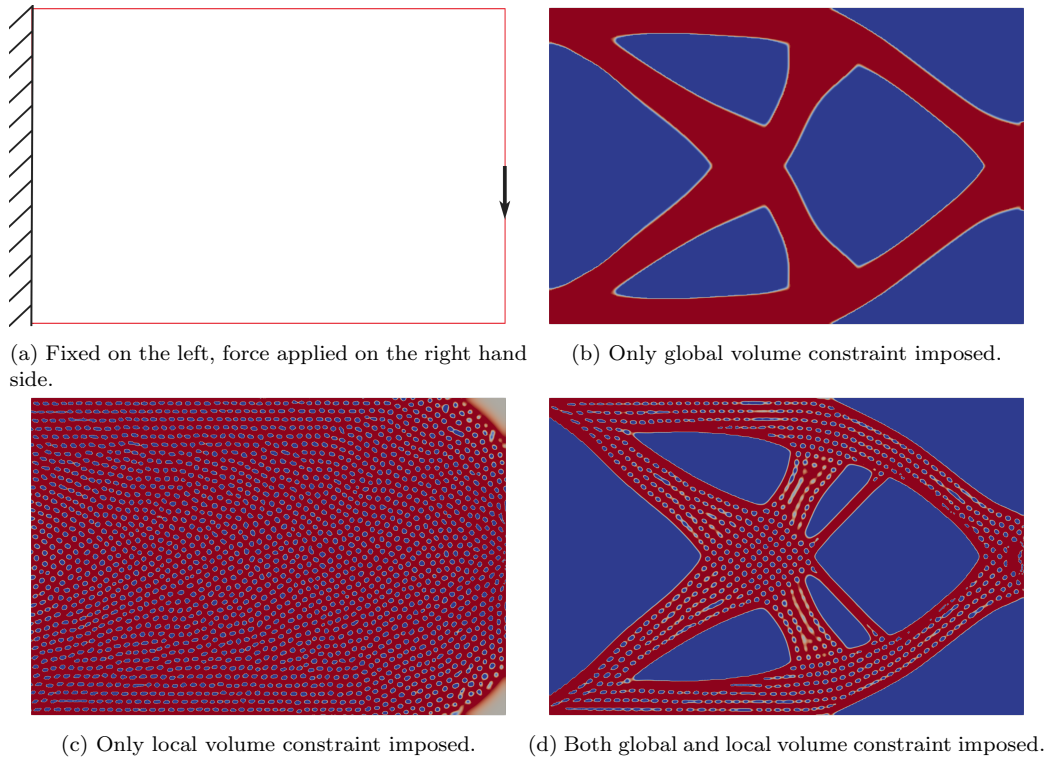 (a) Fixed on the left, force applied on the right hand
side.
(b) Only global volume constraint imposed.
(c) Only local volume constraint imposed.
(d) Both global and local volume constraint imposed.